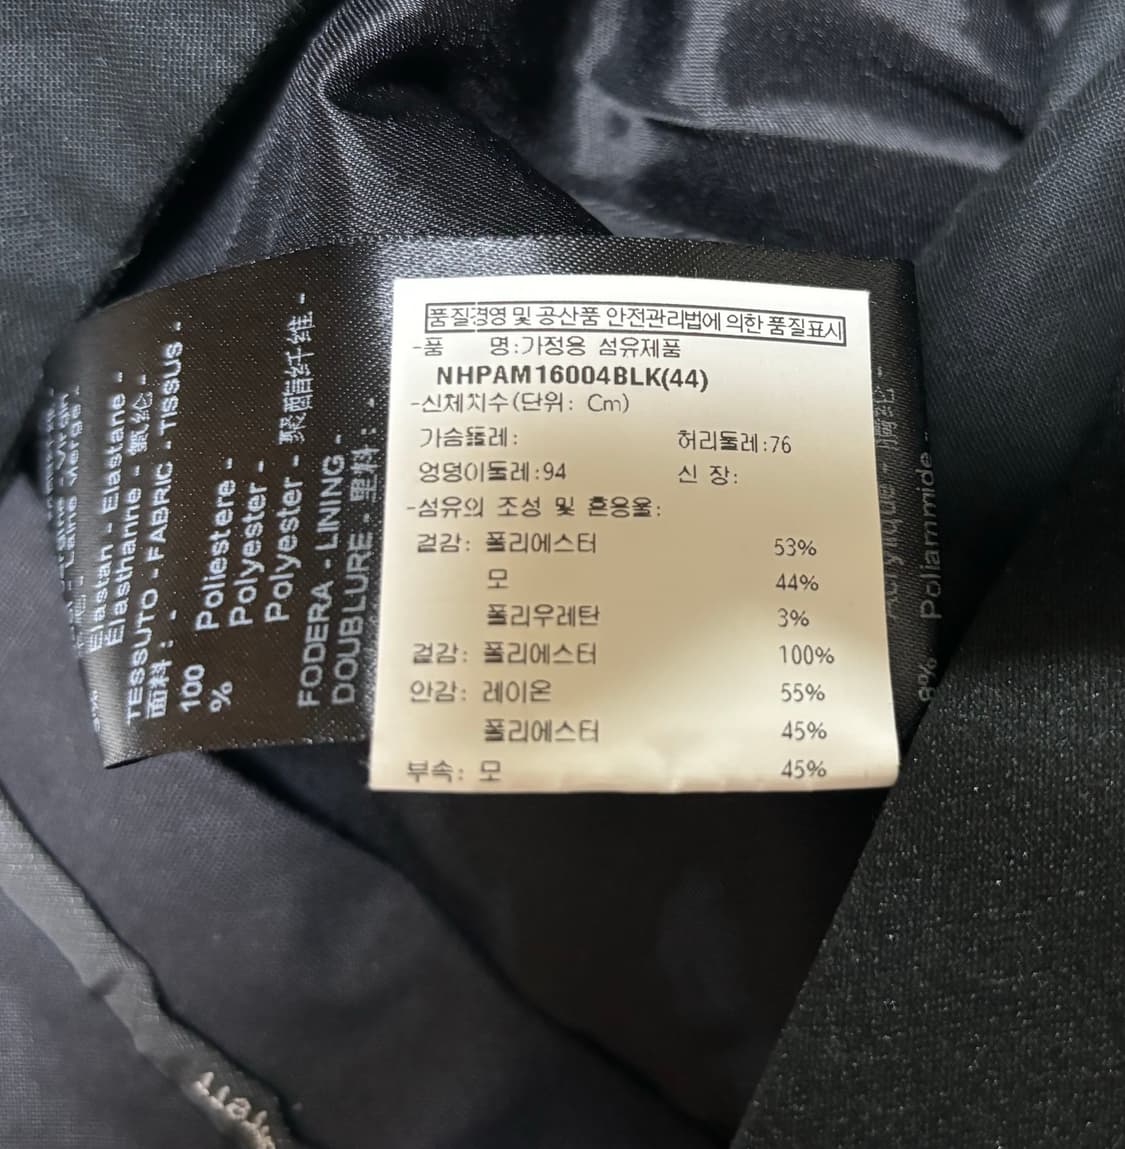 품질경영 및 공산품 안전관리법에 의한 품질표시
-품 명:가정용 섬유제품
NHPAM16004BLK(44)
-신체치수(단위: Cm)
가슴둘레: 허리둘레:76
엉덩이둘레:94 신 장:
-섬유의 조성 및 혼용율:
겉감: 폴리에스터 53%
모 44%
폴리우레탄 3%
겉감: 폴리에스터 100%
안감: 레이온 55%
폴리에스터 45%
부속: 모 45%
Elastan - Elastane -
Élasthanne - 氨纶 -
TESSUTO - FABRIC - TISSUS -
面料 : -
100 Poliestere -
% Polyester -
Polyester - 聚酯纤维 -
FODERA - LINING -
DOUBLURE - 里料 : -
8% Poliammide -